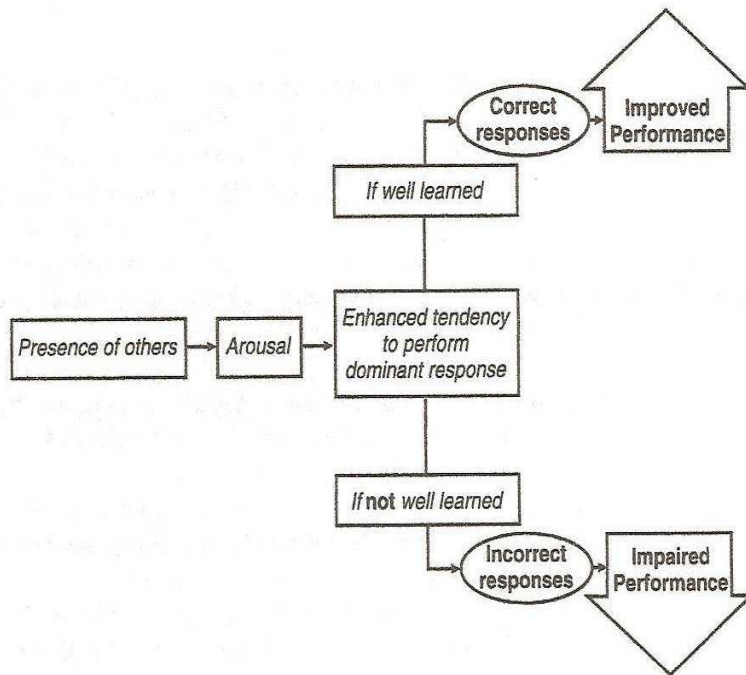 Correct
responses
Improved
Performance
If well learned
Enhanced tendency
to perform
dominant response
Presence of others
Arousal
If not well learned
Incorrect
responses
Impaired
Performance